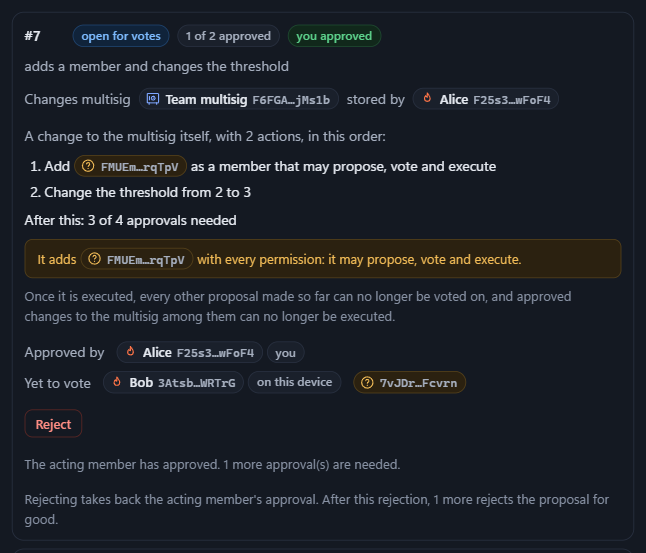 #7 open for votes 1 of 2 approved you approved
adds a member and changes the threshold
Changes multisig Team multisig F6FGA…jMs1b stored by Alice F25s3…wFoF4
A change to the multisig itself, with 2 actions, in this order:
1. Add FMUEm…rqTpV as a member that may propose, vote and execute
2. Change the threshold from 2 to 3
After this: 3 of 4 approvals needed
It adds FMUEm…rqTpV with every permission: it may propose, vote and execute.
Once it is executed, every other proposal made so far can no longer be voted on, and approved
changes to the multisig among them can no longer be executed.
Approved by Alice F25s3…wFoF4 you
Yet to vote Bob 3Atsb…WRTrG on this device 7vJDr…Fcvrn
Reject
The acting member has approved. 1 more approval(s) are needed.
Rejecting takes back the acting member's approval. After this rejection, 1 more rejects the proposal for
good.